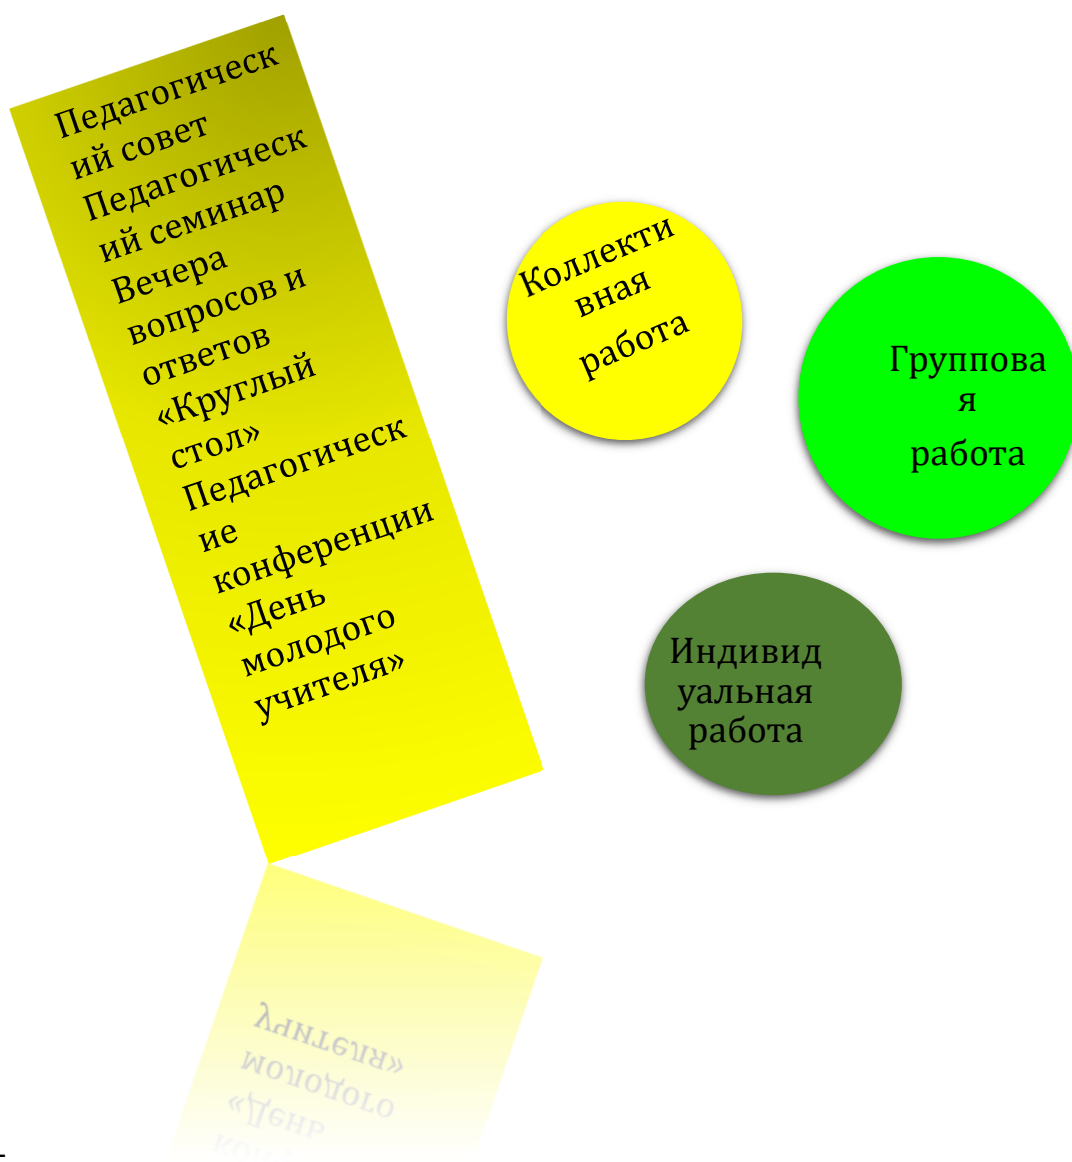 Педагогическ
ий совет
Педагогическ
ий семинар
Вечера
вопросов и
ответов
«Круглый
стол»
Педагогическ
ие
конференции
«День
молодого
учителя»
Коллекти
вная
работа
Группова
я
работа
Индивид
уальная
работа